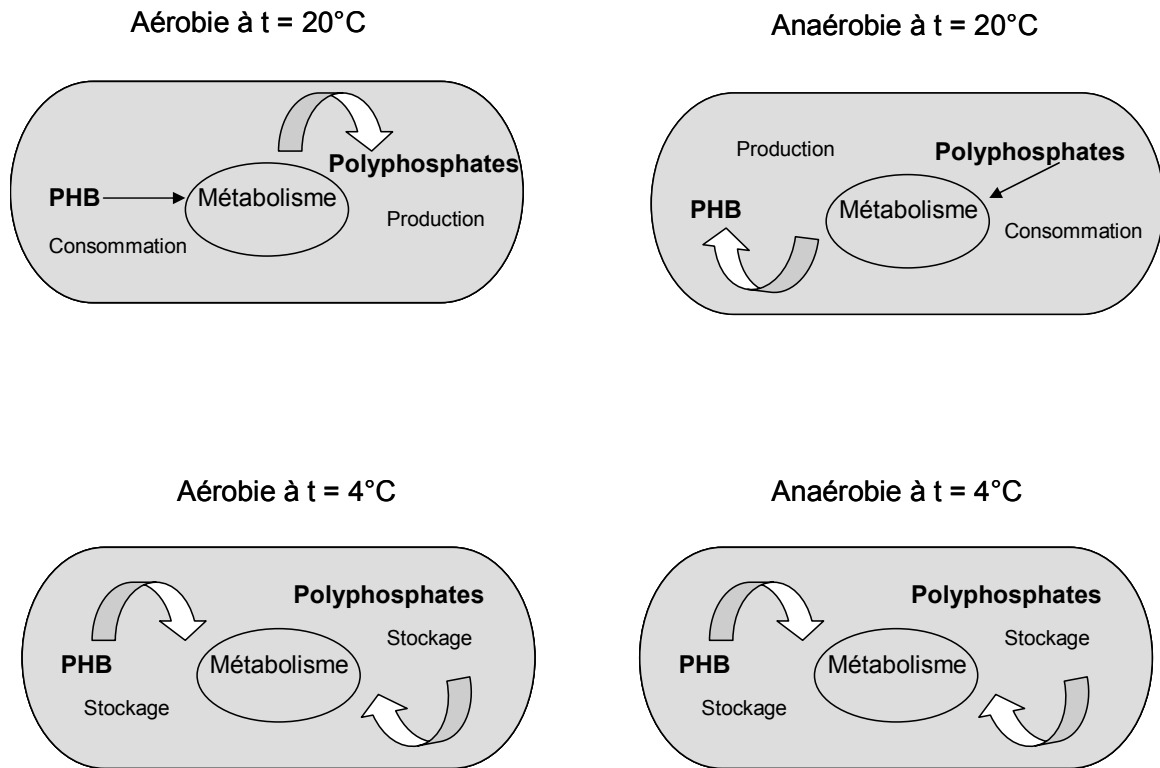 Aérobie à t = 20°C
Polyphosphates
PHB
Métabolisme
Production
Consommation
Anaérobie à t = 20°C
Production
Polyphosphates
PHB
Métabolisme
Consommation
Aérobie à t = 4°C
Polyphosphates
Stockage
PHB
Métabolisme
Stockage
Anaérobie à t = 4°C
Polyphosphates
Stockage
PHB
Métabolisme
Stockage